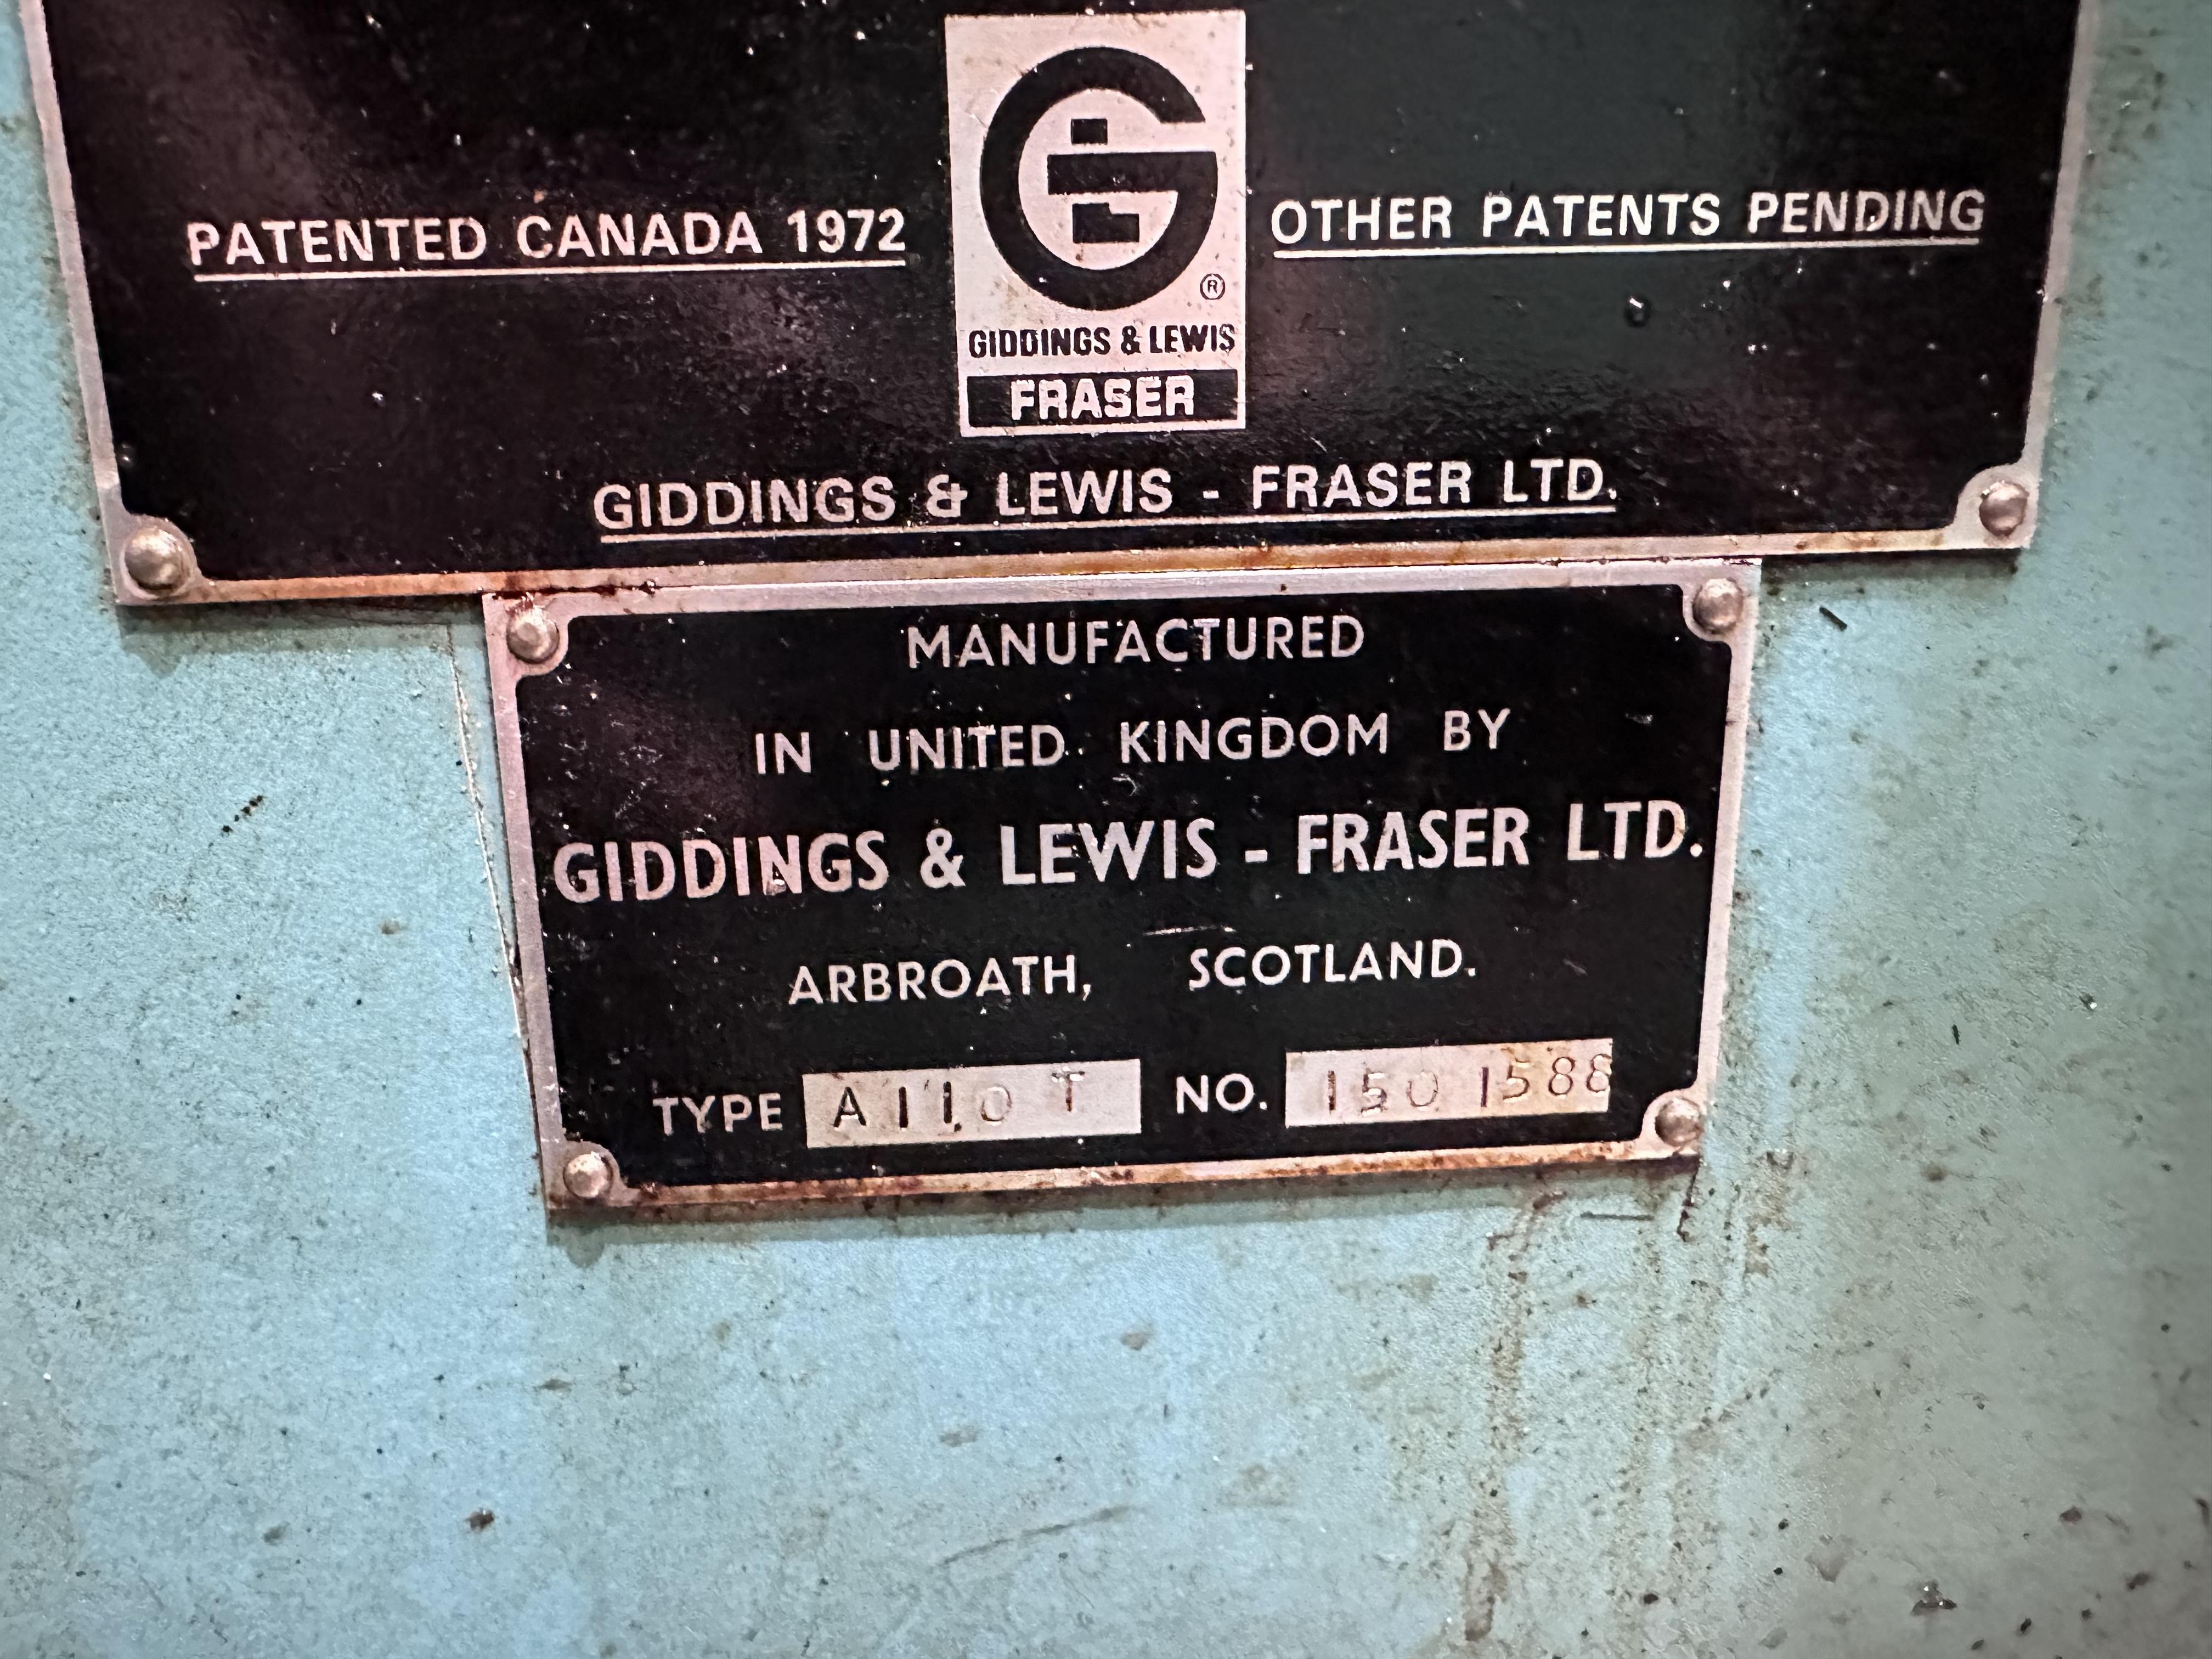 PATENTED CANADA 1972
G
®
GIDDINGS & LEWIS
FRASER
OTHER PATENTS PENDING
GIDDINGS & LEWIS - FRASER LTD.
MANUFACTURED
IN UNITED KINGDOM BY
GIDDINGS & LEWIS - FRASER LTD.
ARBROATH, SCOTLAND.
TYPE A110 T NO. 150 1588